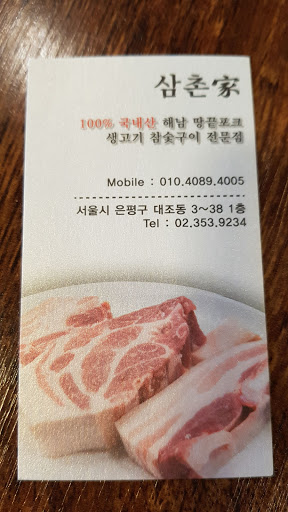 삼촌家
100% 국내산 해남 땅끝포크
생고기 참숯구이 전문점
Mobile : 010.4089.4005
서울시 은평구 대조동 3~38 1층
Tel : 02.353.9234